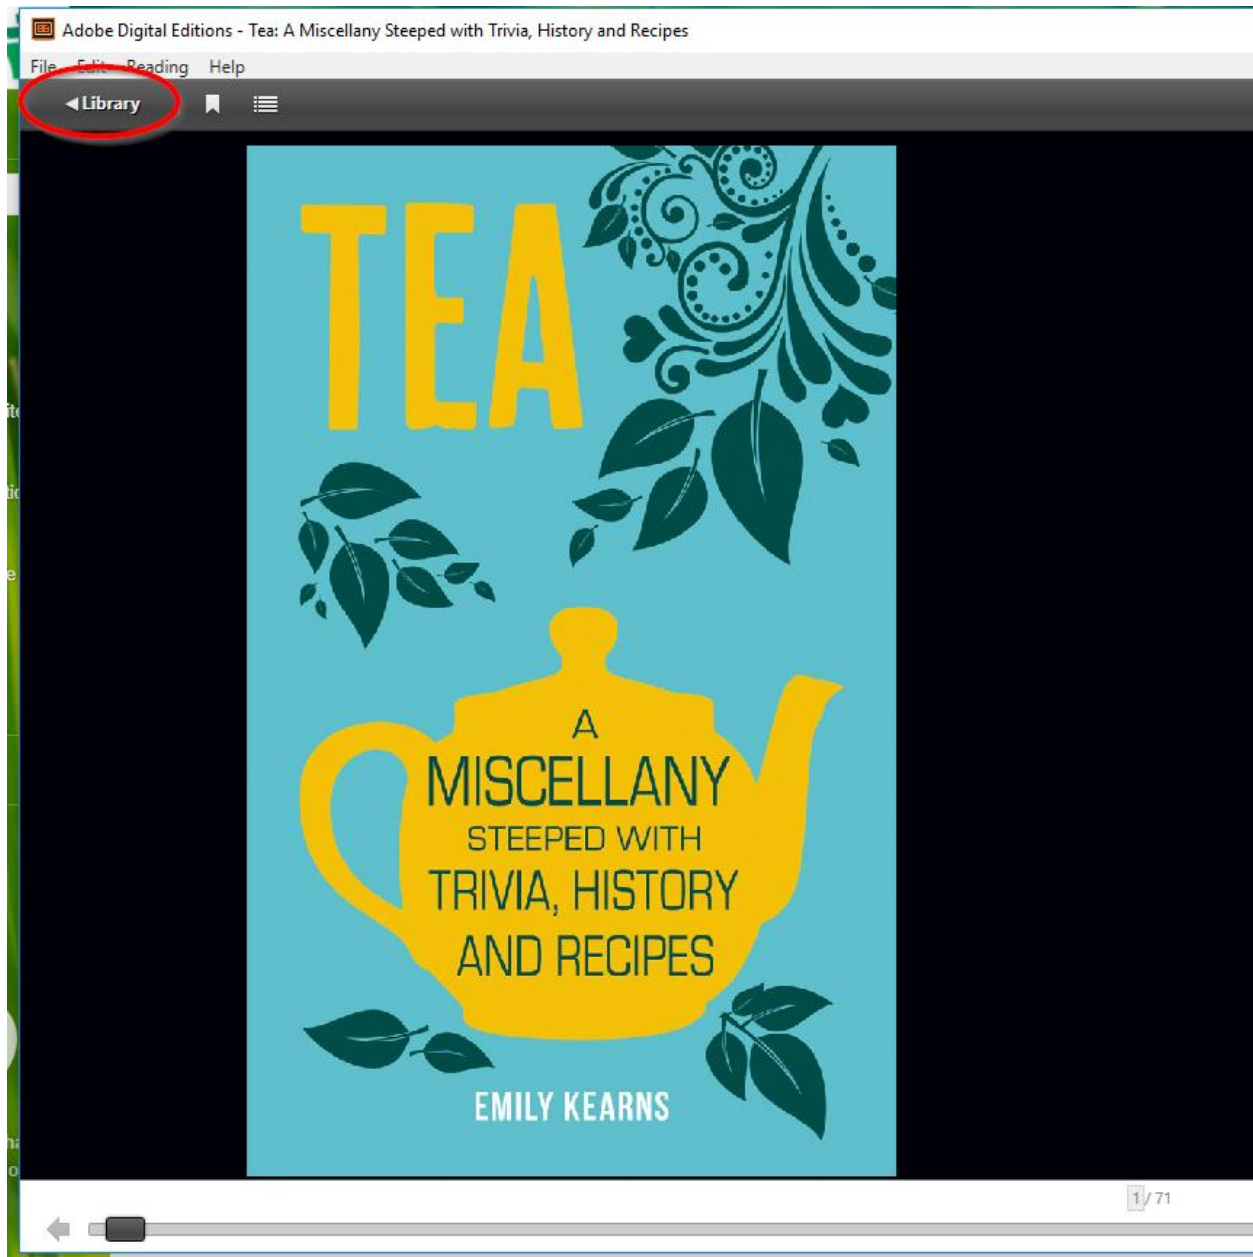 Adobe Digital Editions - Tea: A Miscellany Steeped with Trivia, History and Recipes
File Edit Reading Help
Library
TEA
A
MISCELLANY
STEEPED WITH
TRIVIA, HISTORY
AND RECIPES
EMILY KEARNS
1 / 71